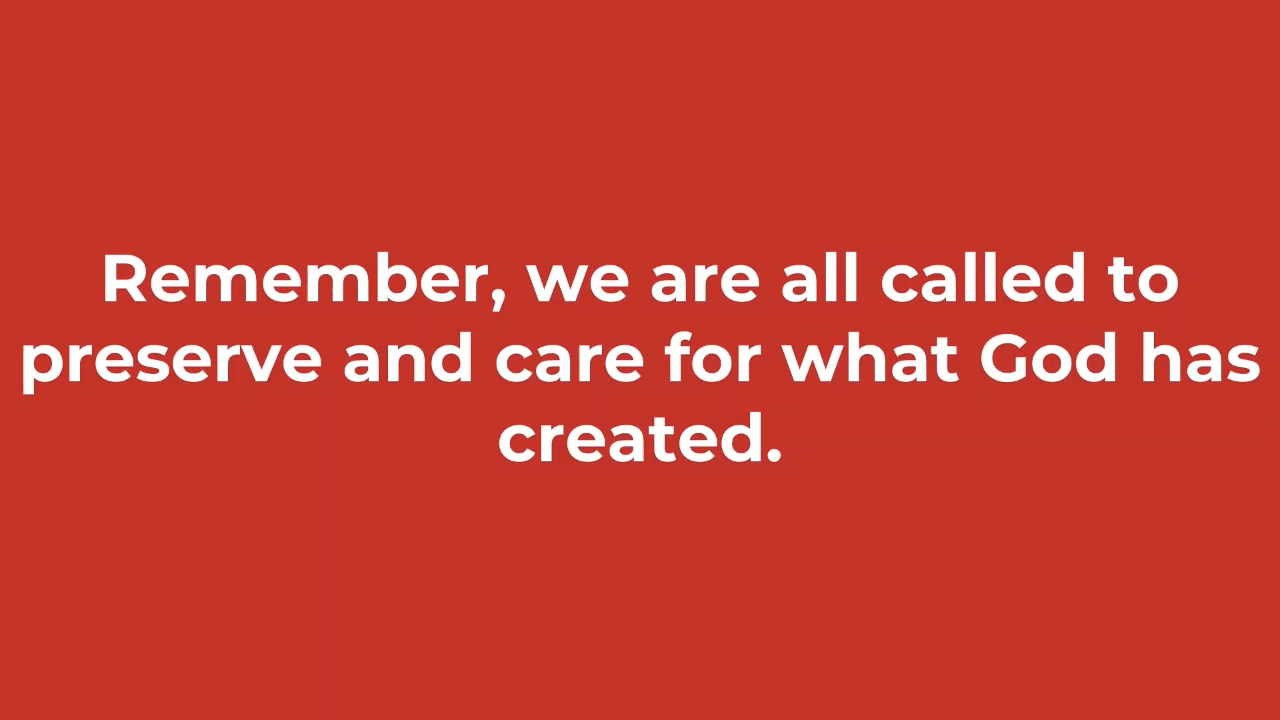 Remember, we are all called to
preserve and care for what God has
created.